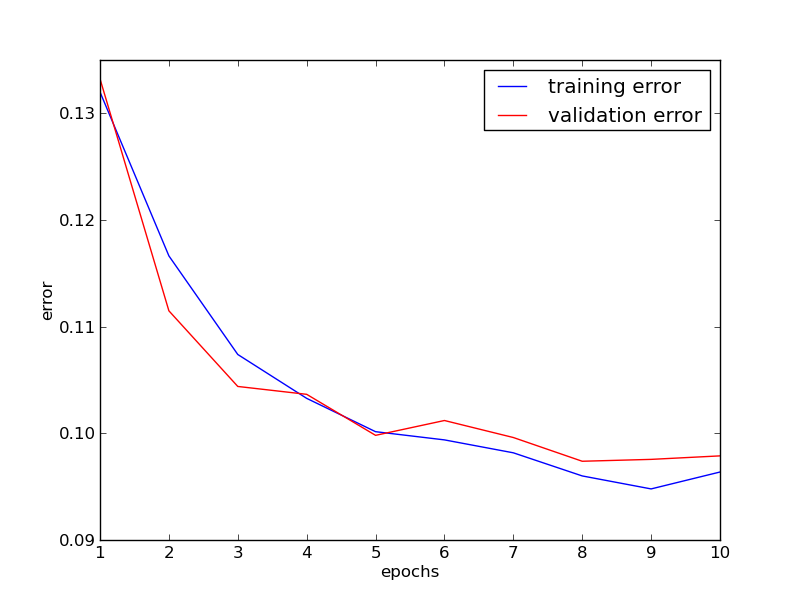 training error
validation error
0.13
0.12
0.11
0.10
0.09
error
1 2 3 4 5 6 7 8 9 10
epochs